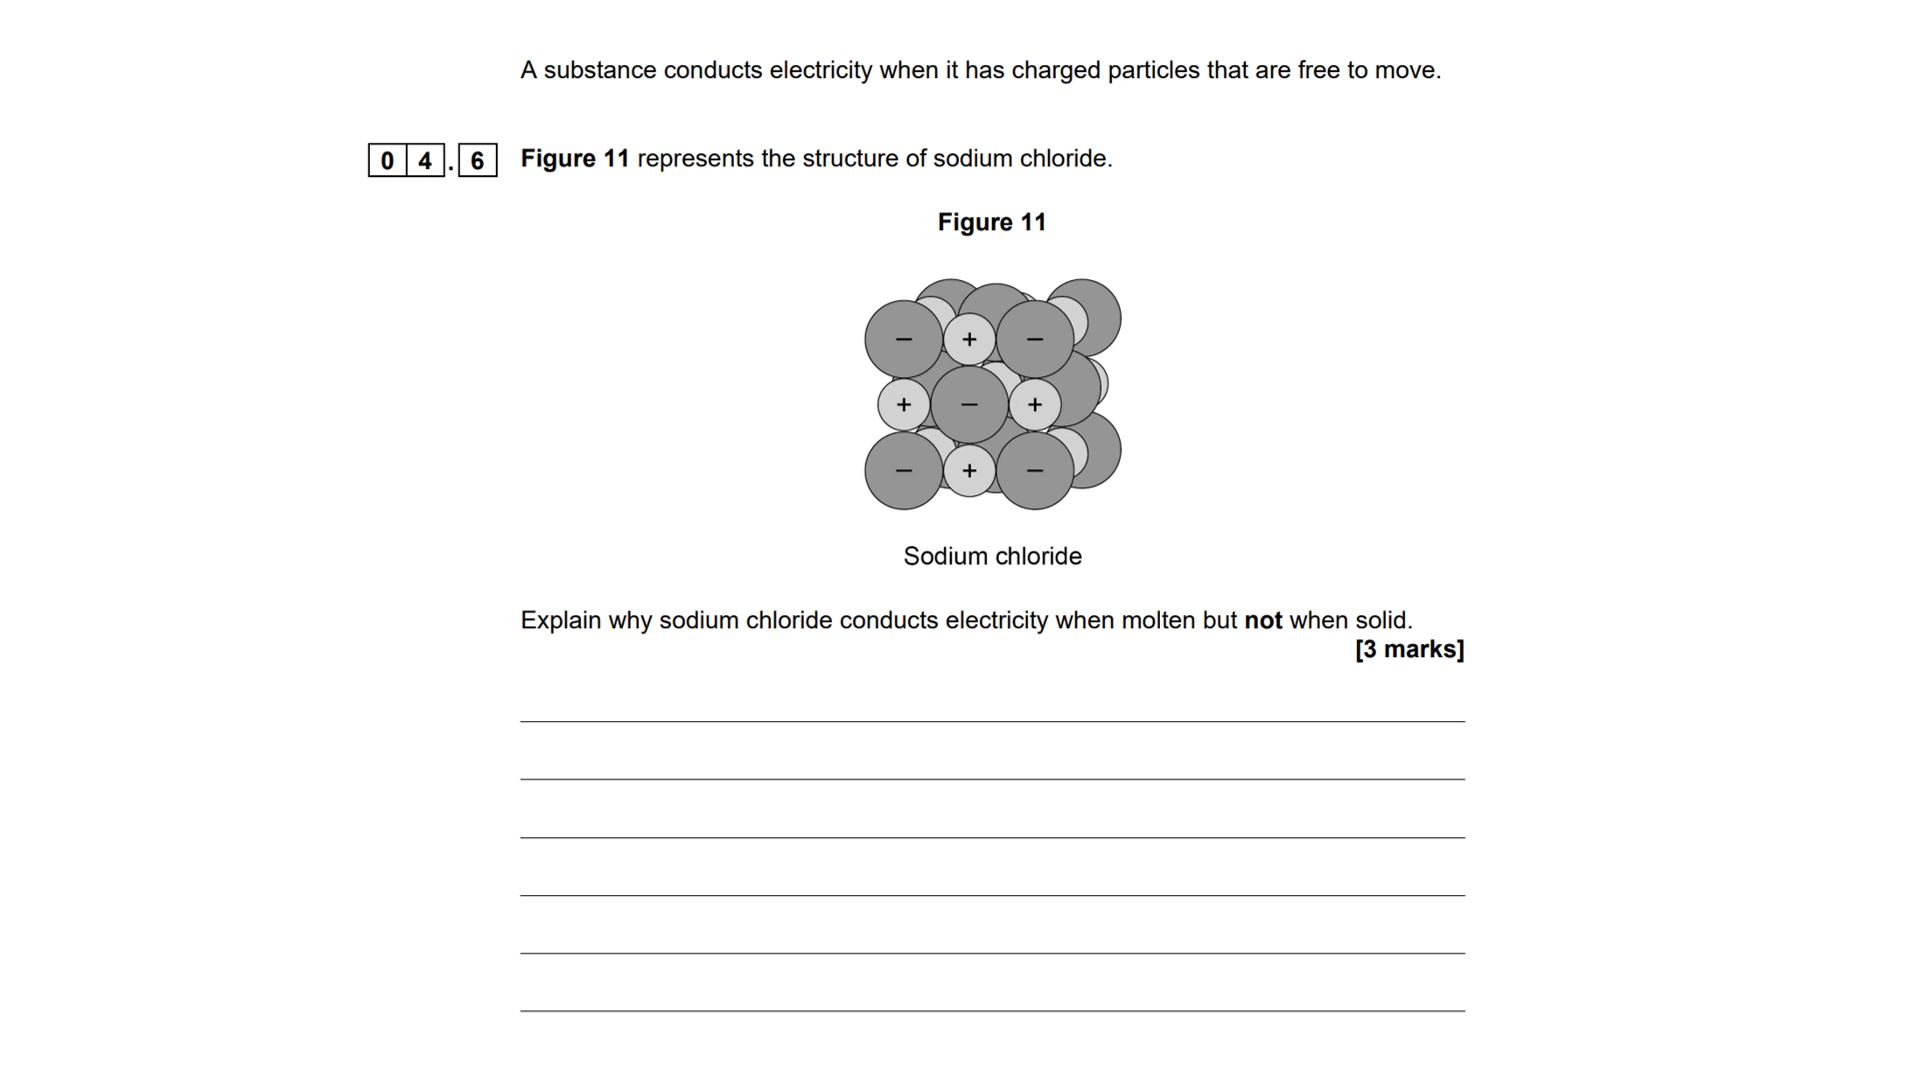 A substance conducts electricity when it has charged particles that are free to move.
0 4 . 6 Figure 11 represents the structure of sodium chloride.
Figure 11
− + −
+ − +
− + −
Sodium chloride
Explain why sodium chloride conducts electricity when molten but not when solid.
[3 marks]